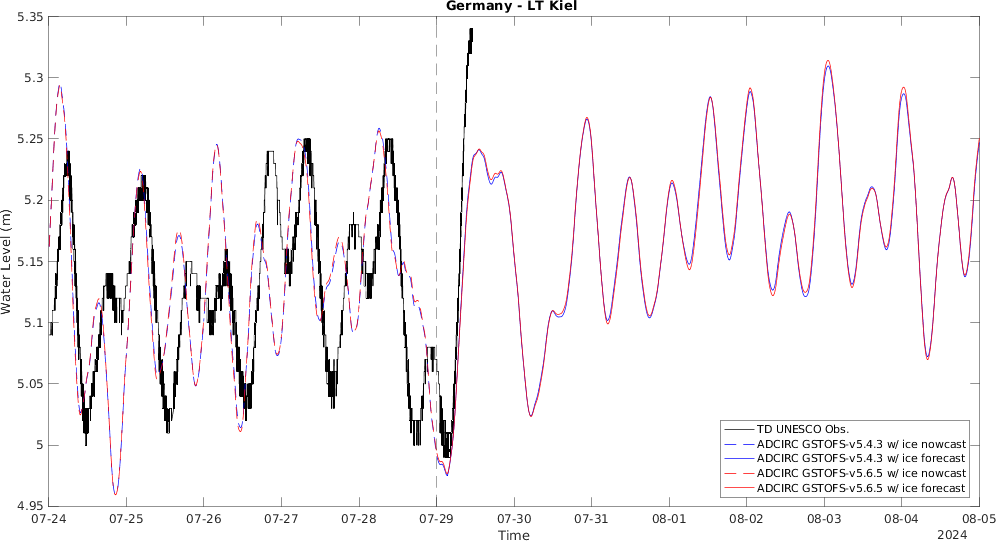 Germany - LT Kiel
5.35
5.3
5.25
5.2
5.15
5.1
5.05
5
4.95
Water Level (m)
07-24 07-25 07-26 07-27 07-28 07-29 07-30 07-31 08-01 08-02 08-03 08-04 08-05
Time
2024
TD UNESCO Obs.
ADCIRC GSTOFS-v5.4.3 w/ ice nowcast
ADCIRC GSTOFS-v5.4.3 w/ ice forecast
ADCIRC GSTOFS-v5.6.5 w/ ice nowcast
ADCIRC GSTOFS-v5.6.5 w/ ice forecast